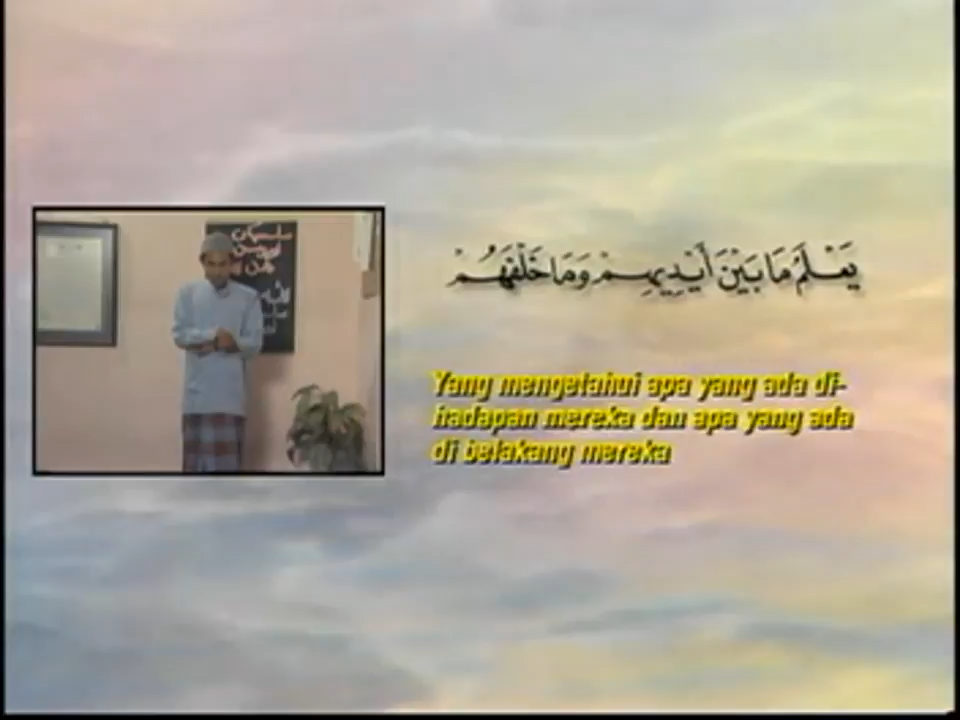 يَعْلَمُ مَا بَيْنَ أَيْدِيهِمْ وَمَا خَلْفَهُمْ
Yang mengetahui apa yang ada di-
hadapan mereka dan apa yang ada
di belakang mereka